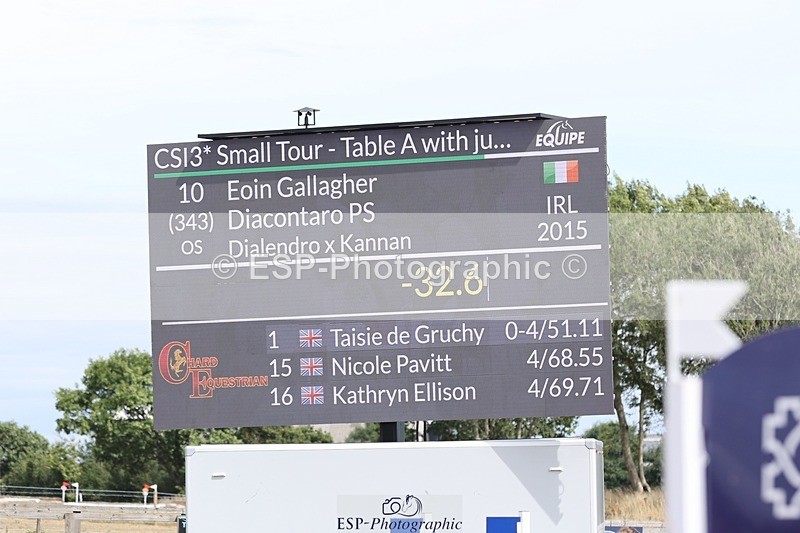 CSI3* Small Tour - Table A with ju...
EQUIPE
10 Eoin Gallagher
(343) Diacontaro PS IRL
OS Dialendro x Kannan 2015
© ESP-Photographic ©
-32.6
1 Taisie de Gruchy 0-4/51.11
15 Nicole Pavitt 4/68.55
16 Kathryn Ellison 4/69.71
CHARD
EQUESTRIAN
ESP-Photographic